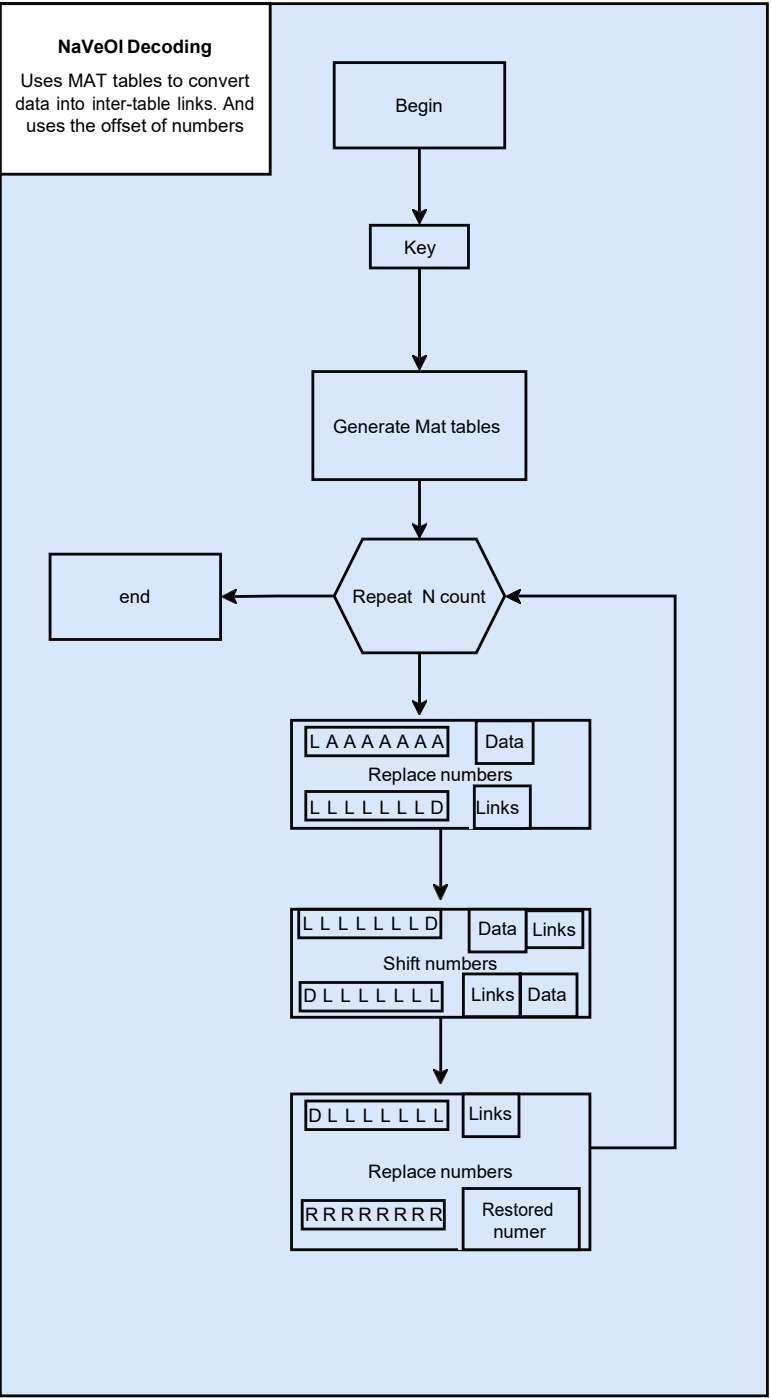 NaVeOl Decoding
Uses MAT tables to convert
data into inter-table links. And
uses the offset of numbers
Begin
Key
Generate Mat tables
Repeat N count
end
L A A A A A A A
Data
Replace numbers
L L L L L L L D
Links
L L L L L L L D
Data
Links
Shift numbers
D L L L L L L L
Links
Data
D L L L L L L L
Links
Replace numbers
R R R R R R R R
Restored
numer